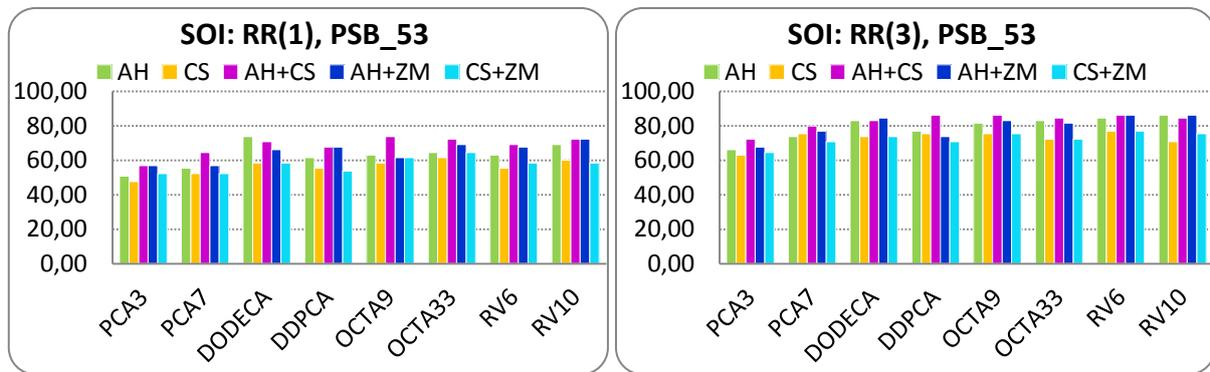 SOI: RR(1), PSB_53
AH CS AH+CS AH+ZM CS+ZM
100,00
80,00
60,00
40,00
20,00
0,00
PCA3 PCA7 DODECA DDPCA OCTA9 OCTA33 RV6 RV10
SOI: RR(3), PSB_53
AH CS AH+CS AH+ZM CS+ZM
100,00
80,00
60,00
40,00
20,00
0,00
PCA3 PCA7 DODECA DDPCA OCTA9 OCTA33 RV6 RV10